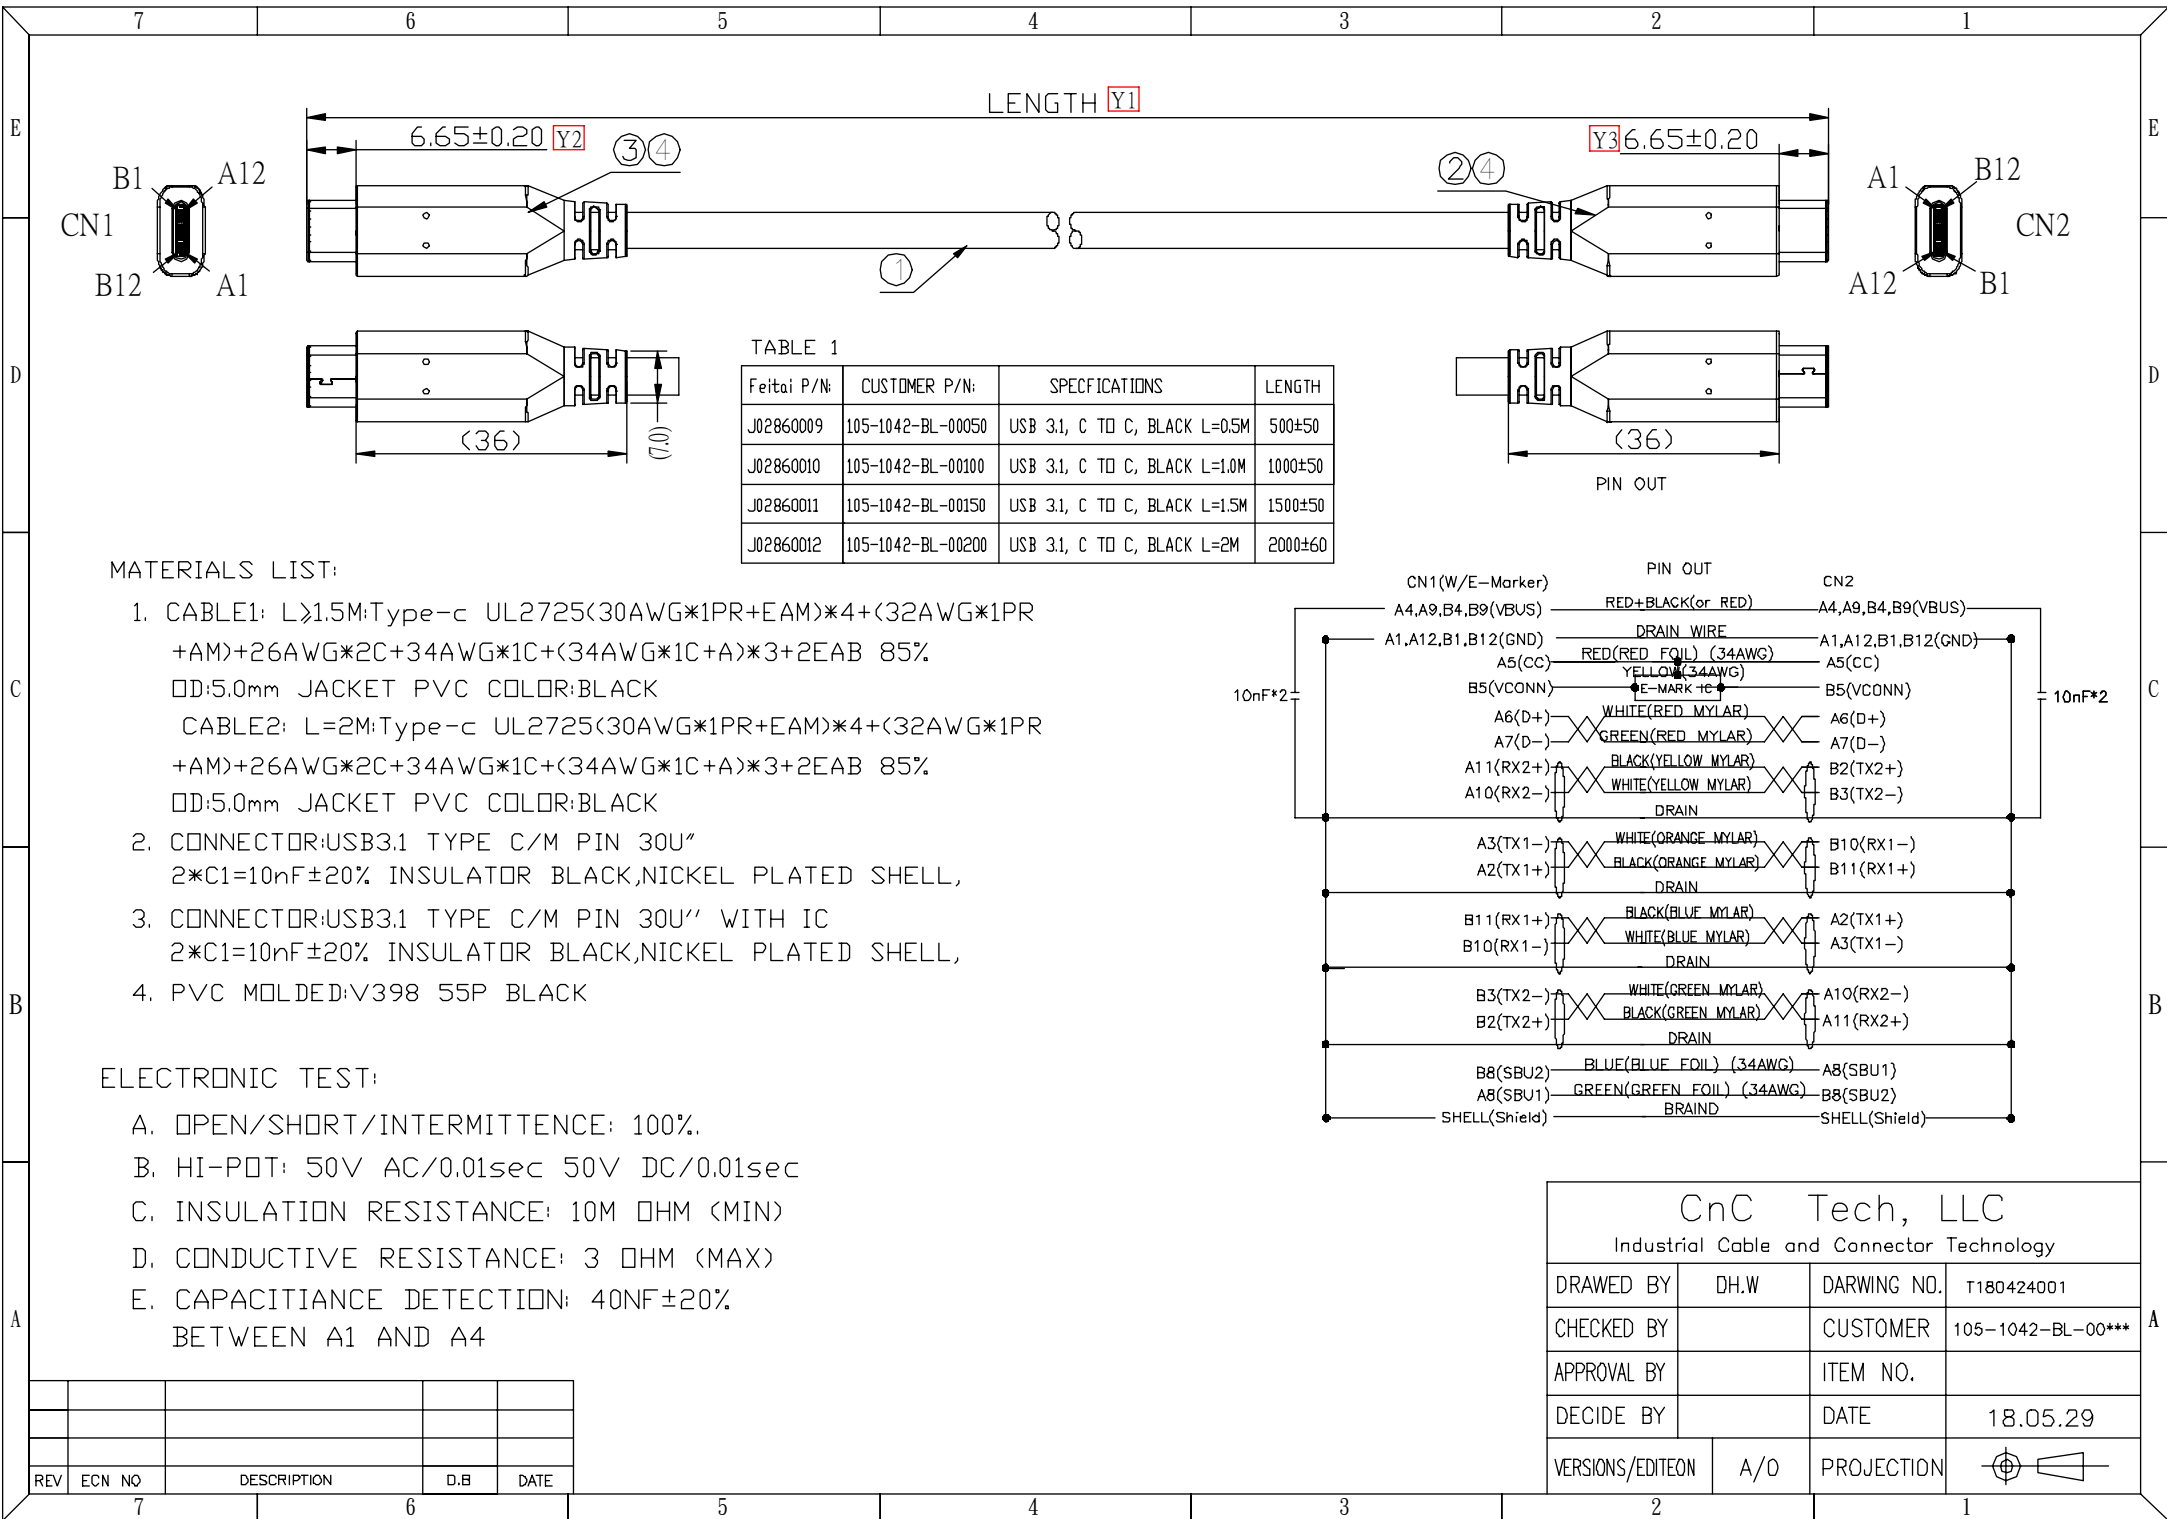 7 6 5 4 3 2 1
E E
D D
C C
B B
A A
LENGTH Y1
6.65±0.20 Y2
3 4
Y3 6.65±0.20
2 4
B1 A12
CN1
B12 A1
1
A1 B12
CN2
A12 B1
(36)
(7.0)
(36)
PIN OUT
TABLE 1
Feitai P/N: CUSTOMER P/N: SPECFICATIONS LENGTH
J02860009 105-1042-BL-00050 USB 3.1, C TO C, BLACK L=0.5M 500±50
J02860010 105-1042-BL-00100 USB 3.1, C TO C, BLACK L=1.0M 1000±50
J02860011 105-1042-BL-00150 USB 3.1, C TO C, BLACK L=1.5M 1500±50
J02860012 105-1042-BL-00200 USB 3.1, C TO C, BLACK L=2M 2000±60
MATERIALS LIST:
1. CABLE1: L≯1.5M:Type-c UL2725(30AWG*1PR+EAM)*4+(32AWG*1PR
+AM)+26AWG*2C+34AWG*1C+(34AWG*1C+A)*3+2EAB 85%
OD:5.0mm JACKET PVC COLOR:BLACK
CABLE2: L=2M:Type-c UL2725(30AWG*1PR+EAM)*4+(32AWG*1PR
+AM)+26AWG*2C+34AWG*1C+(34AWG*1C+A)*3+2EAB 85%
OD:5.0mm JACKET PVC COLOR:BLACK
2. CONNECTOR:USB3.1 TYPE C/M PIN 30U"
2*C1=10nF±20% INSULATOR BLACK,NICKEL PLATED SHELL,
3. CONNECTOR:USB3.1 TYPE C/M PIN 30U'' WITH IC
2*C1=10nF±20% INSULATOR BLACK,NICKEL PLATED SHELL,
4. PVC MOLDED:V398 55P BLACK
ELECTRONIC TEST:
A. OPEN/SHORT/INTERMITTENCE: 100%.
B. HI-POT: 50V AC/0.01sec 50V DC/0.01sec
C. INSULATION RESISTANCE: 10M OHM (MIN)
D. CONDUCTIVE RESISTANCE: 3 OHM (MAX)
E. CAPACITIANCE DETECTION: 40NF±20%
BETWEEN A1 AND A4
PIN OUT
CN1(W/E-Marker) CN2
A4,A9,B4,B9(VBUS) RED+BLACK(or RED) A4,A9,B4,B9(VBUS)
A1,A12,B1,B12(GND) DRAIN WIRE A1,A12,B1,B12(GND)
A5(CC) RED(RED FOIL) (34AWG) A5(CC)
YELLOW(34AWG)
B5(VCONN) E-MARK IC B5(VCONN)
10nF*2 10nF*2
A6(D+) WHITE(RED MYLAR) A6(D+)
A7(D-) GREEN(RED MYLAR) A7(D-)
A11(RX2+) BLACK(YELLOW MYLAR) B2(TX2+)
A10(RX2-) WHITE(YELLOW MYLAR) B3(TX2-)
DRAIN
A3(TX1-) WHITE(ORANGE MYLAR) B10(RX1-)
A2(TX1+) BLACK(ORANGE MYLAR) B11(RX1+)
DRAIN
B11(RX1+) BLACK(BLUE MYLAR) A2(TX1+)
B10(RX1-) WHITE(BLUE MYLAR) A3(TX1-)
DRAIN
B3(TX2-) WHITE(GREEN MYLAR) A10(RX2-)
B2(TX2+) BLACK(GREEN MYLAR) A11(RX2+)
DRAIN
B8(SBU2) BLUE(BLUE FOIL) (34AWG) A8(SBU1)
A8(SBU1) GREEN(GREEN FOIL) (34AWG) B8(SBU2)
SHELL(Shield) BRAIND SHELL(Shield)
CnC Tech, LLC
Industrial Cable and Connector Technology
DRAWED BY DH.W DARWING NO. T180424001
CHECKED BY CUSTOMER 105-1042-BL-00***
APPROVAL BY ITEM NO.
DECIDE BY DATE 18.05.29
VERSIONS/EDITEON A/0 PROJECTION
REV ECN NO DESCRIPTION D.B DATE
7 6 5 4 3 2 1